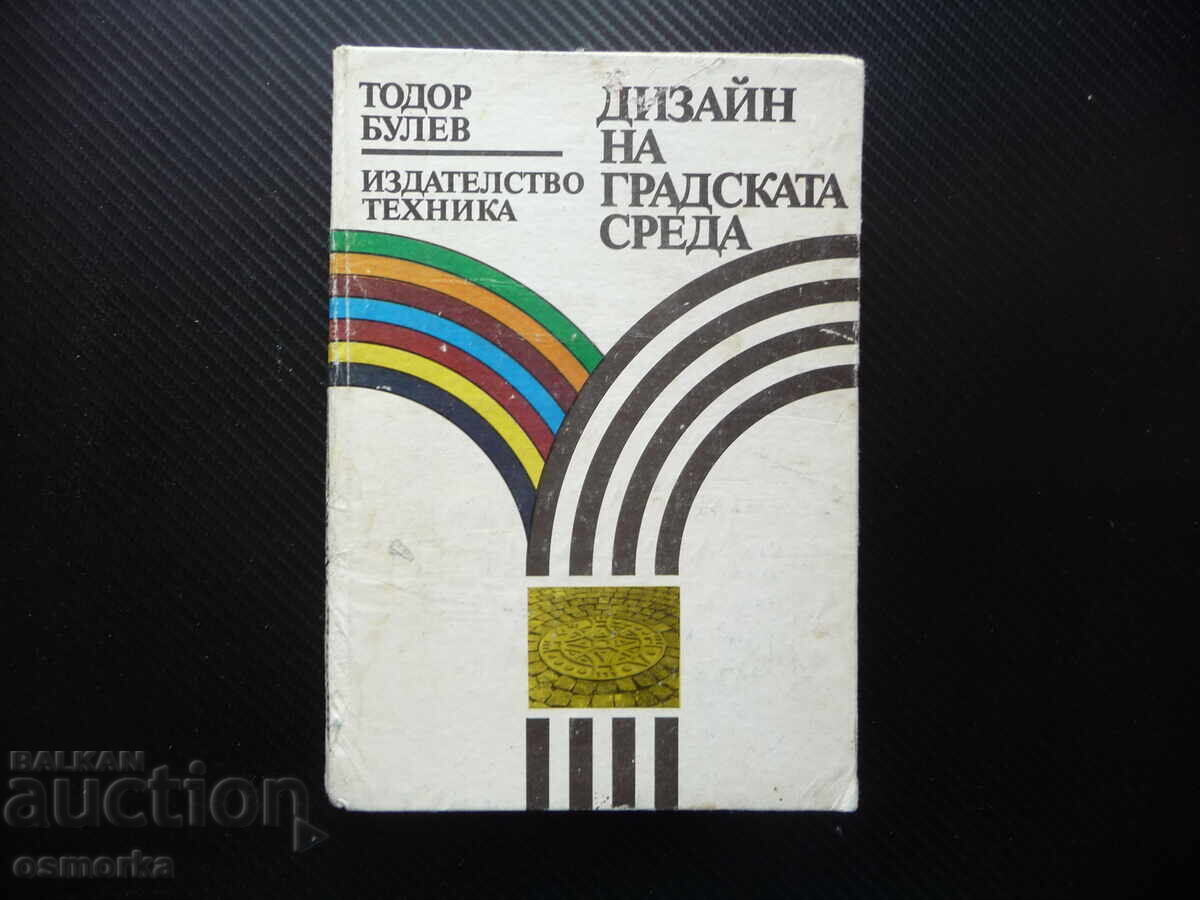 ТОДОР
БУЛЕВ
ИЗДАТЕЛСТВО
ТЕХНИКА
ДИЗАЙН
НА
ГРАДСКАТА
СРЕДА
BALKAN
auction
osmorka